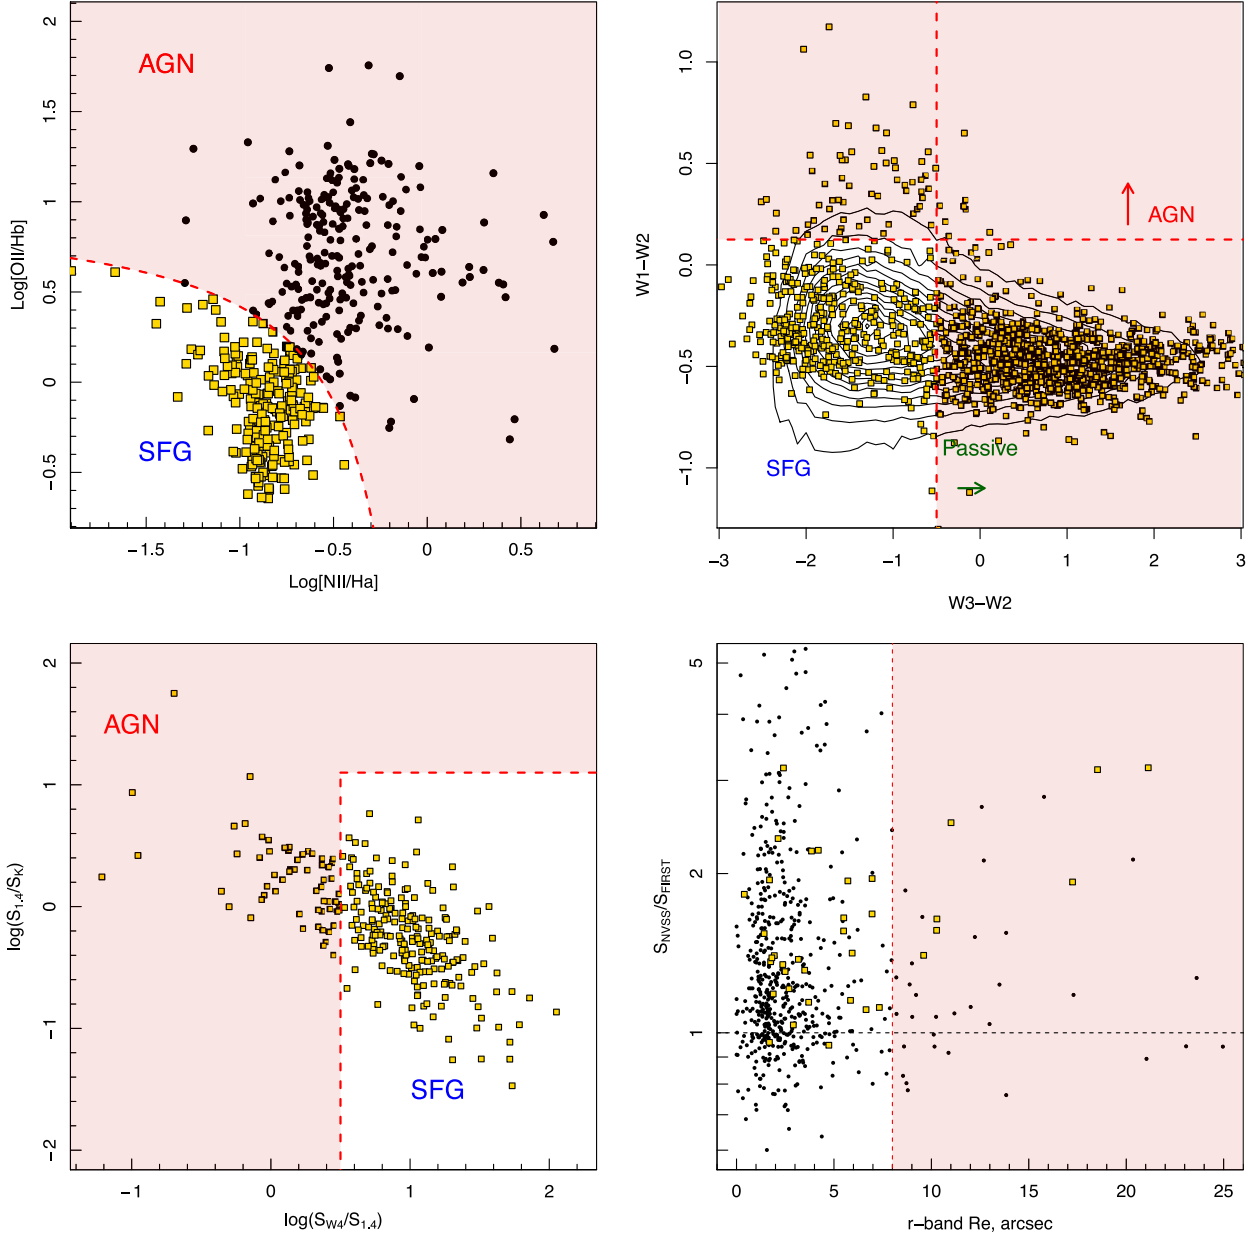 AGN
SFG
Log[OII/Hb]
−0.5 0 0.5 1 1.5 2
−1.5 −1 −0.5 0 0.5
Log[NII/Ha]
AGN
SFG
Passive
W1−W2
−1.0 −0.5 0.0 0.5 1.0
−3 −2 −1 0 1 2 3
W3−W2
AGN
SFG
log(S1.4/SK)
−2 −1 0 1 2
−1 0 1 2
log(SW4/S1.4)
SNVSS/SFIRST
1 2 5
0 5 10 15 20 25
r−band Re, arcsec